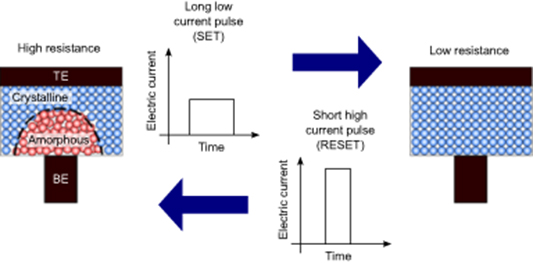 Long low
current pulse
(SET)
High resistance
Low resistance
TE
Crystalline
Amorphous
BE
Electric current
Time
Short high
current pulse
(RESET)
Electric current
Time